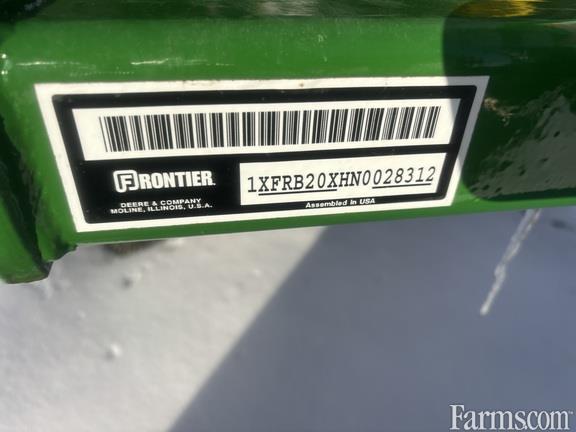 FRONTIER
DEERE & COMPANY
MOLINE, ILLINOIS, U.S.A.
1XFRB20XHN0028312
Assembled in USA
Farms.com